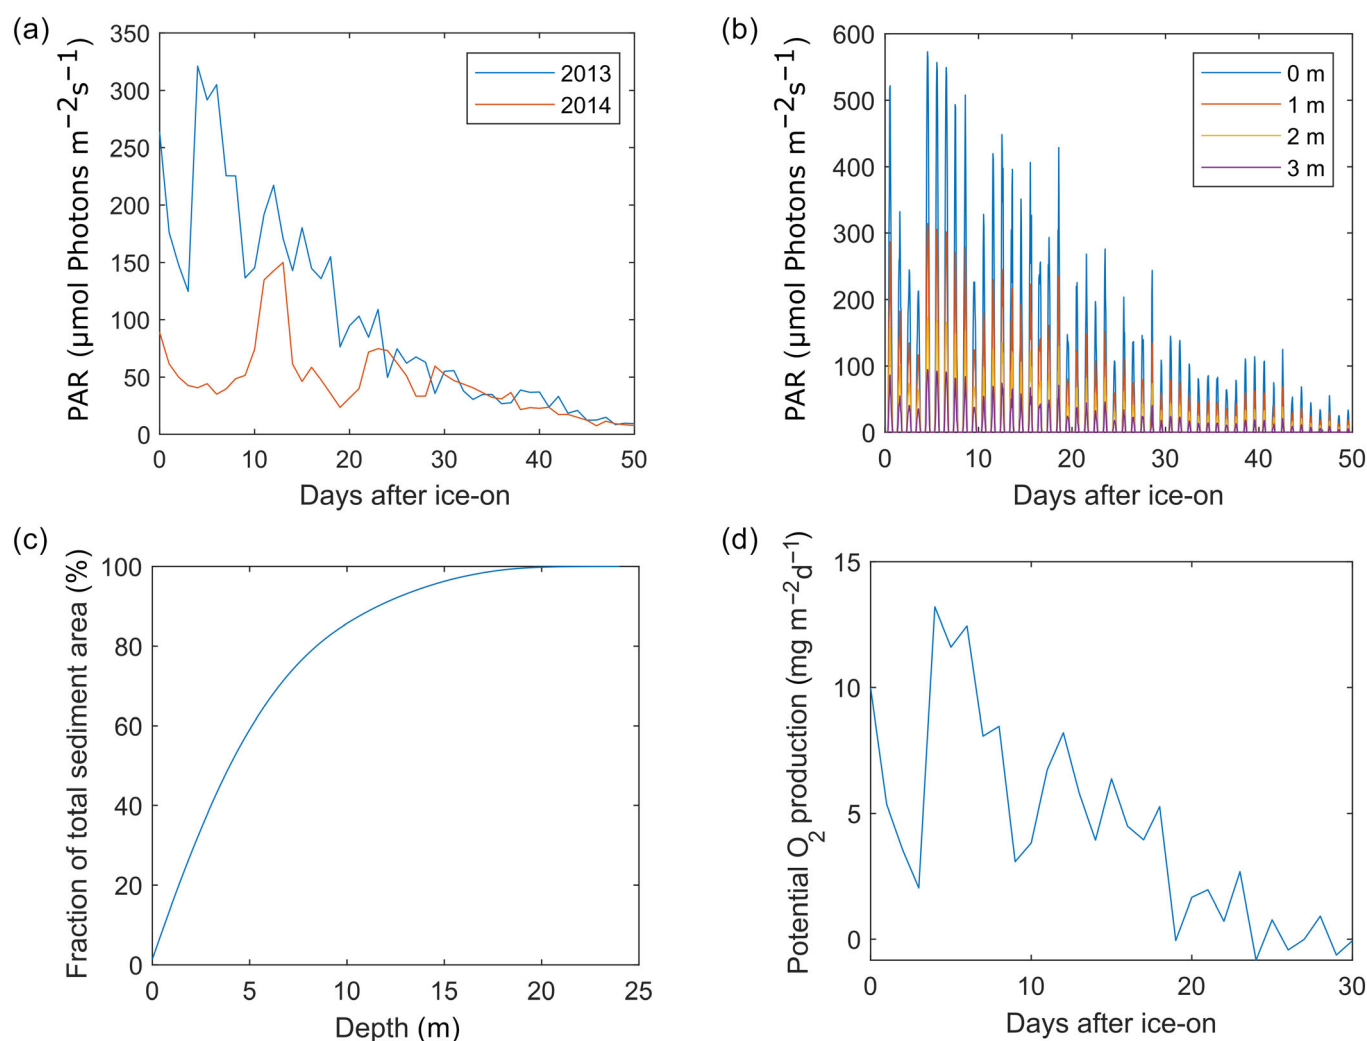 (a)
PAR (µmol Photons m−2s−1)
350
300
250
200
150
100
50
0
2013
2014
0 10 20 30 40 50
Days after ice-on
(b)
PAR (µmol Photons m−2s−1)
600
500
400
300
200
100
0
0 m
1 m
2 m
3 m
0 10 20 30 40 50
Days after ice-on
(c)
Fraction of total sediment area (%)
100
80
60
40
20
0
0 5 10 15 20 25
Depth (m)
(d)
Potential O2 production (mg m−2d−1)
15
10
5
0
0 10 20 30
Days after ice-on